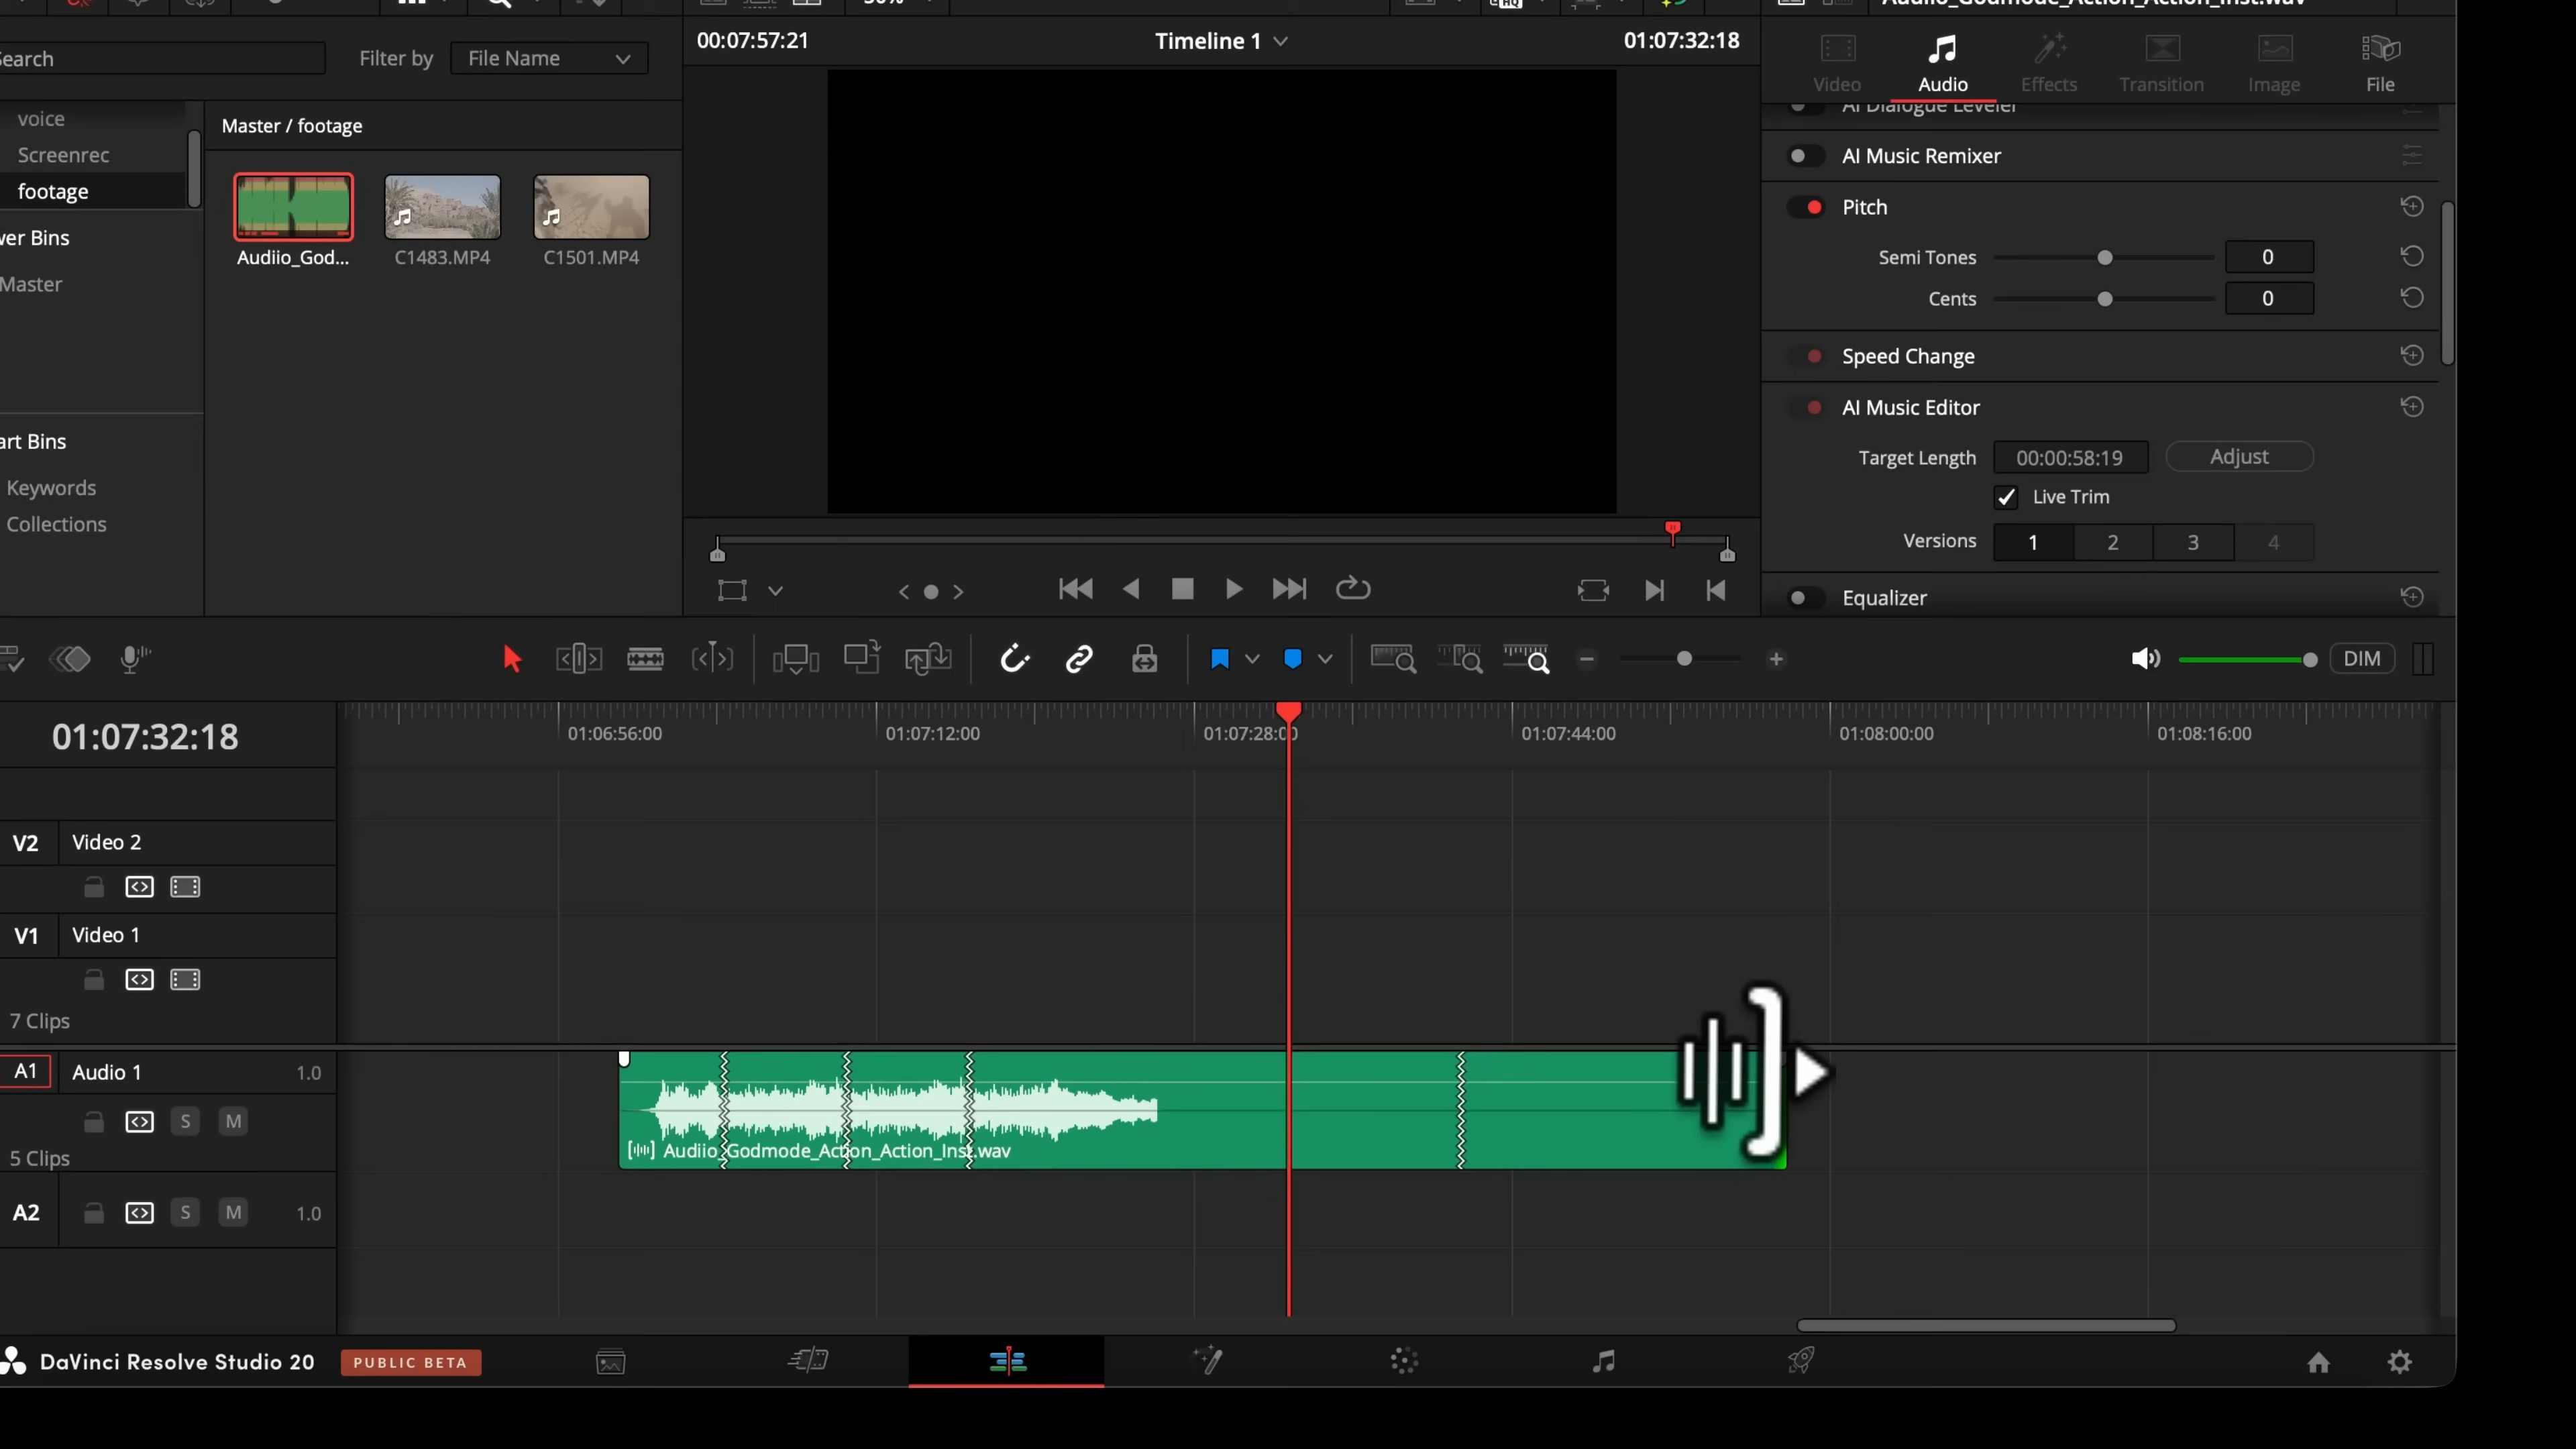 Audiio_Godmode_Action_Action_Inst.wav
Search
Filter by
File Name
00:07:57:21
Timeline 1
01:07:32:18
Video
Audio
Effects
Transition
Image
File
voice
Screenrec
footage
Master / footage
Audiio_God...
C1483.MP4
C1501.MP4
Master
Keywords
Collections
AI Dialogue Leveler
AI Music Remixer
Pitch
Semi Tones
0
Cents
0
Speed Change
AI Music Editor
Target Length
00:00:58:19
Adjust
Live Trim
Versions
1
2
3
4
Equalizer
DIM
01:07:32:18
01:06:56:00
01:07:12:00
01:07:28:00
01:07:44:00
01:08:00:00
01:08:16:00
V2
Video 2
V1
Video 1
7 Clips
A1
Audio 1
1.0
S
M
5 Clips
Audiio_Godmode_Action_Action_Inst.wav
A2
S
M
1.0
DaVinci Resolve Studio 20
PUBLIC BETA